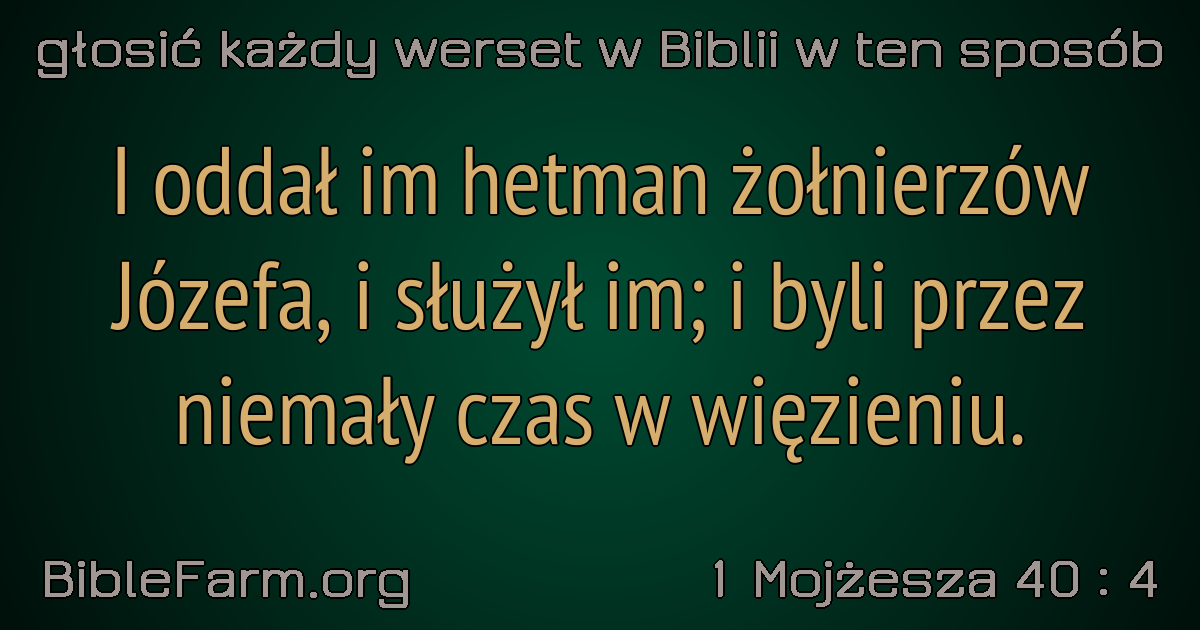 głosić każdy werset w Biblii w ten sposób
I oddał im hetman żołnierzów
Józefa, i służył im; i byli przez
niemały czas w więzieniu.
BibleFarm.org
1 Mojżesza 40 : 4